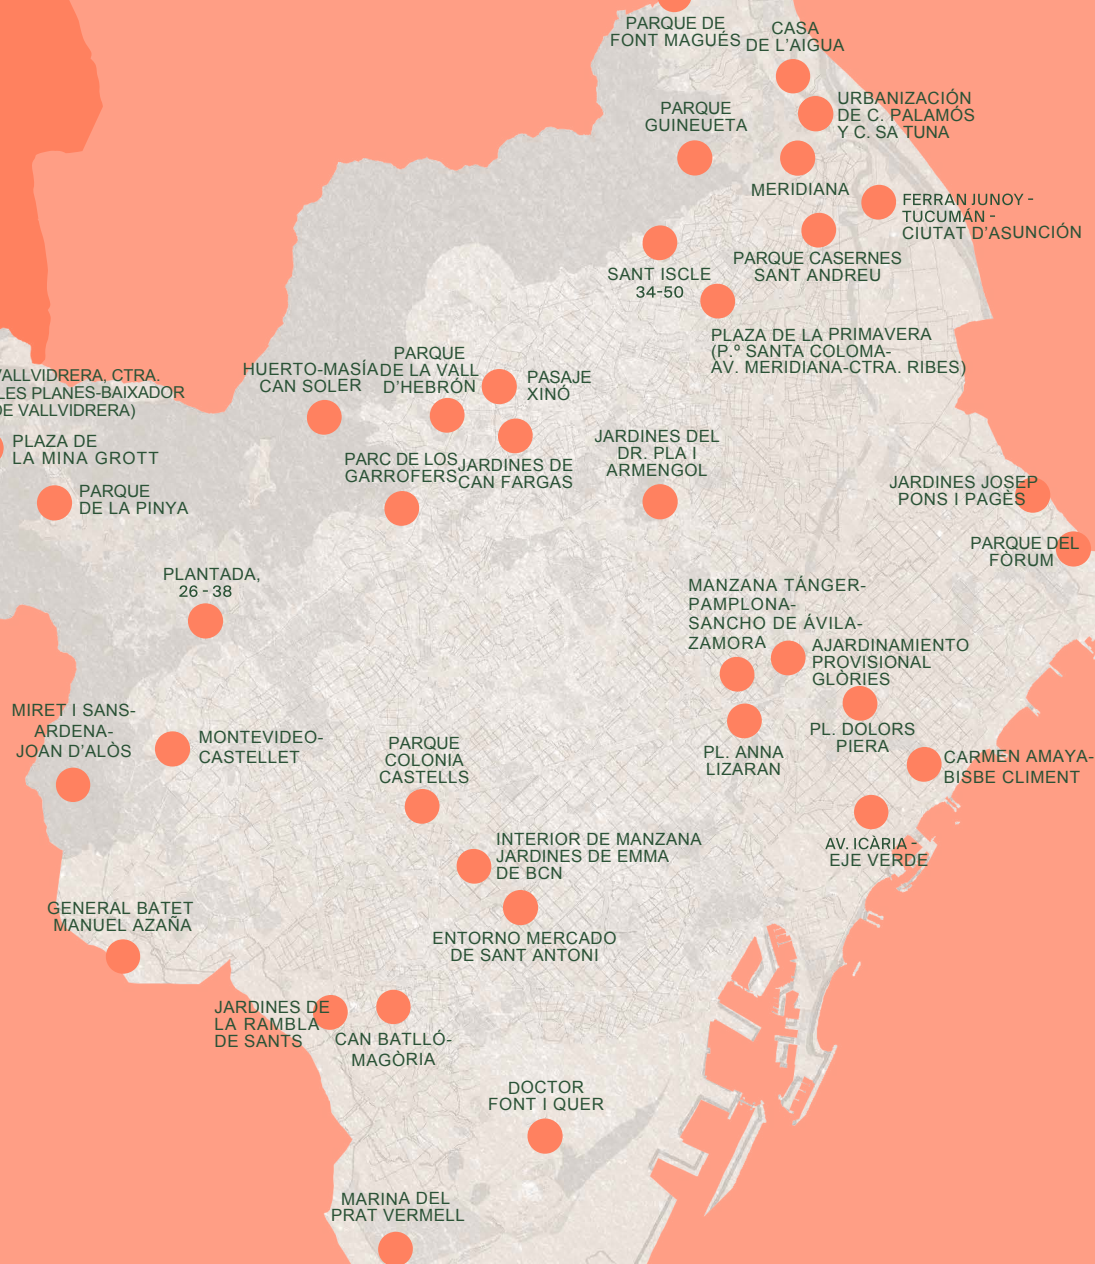 PARQUE DE
FONT MAGUÉS
CASA
DE L'AIGUA
URBANIZACIÓN
DE C. PALAMÓS
Y C. SA TUNA
PARQUE
GUINEUETA
MERIDIANA
FERRAN JUNOY -
TUCUMÁN -
CIUTAT D'ASUNCIÓN
PARQUE CASERNES
SANT ANDREU
SANT ISCLE
34-50
PLAZA DE LA PRIMAVERA
(P.º SANTA COLOMA-
AV. MERIDIANA-CTRA. RIBES)
VALLVIDRERA, CTRA.
LES PLANES-BAIXADOR
DE VALLVIDRERA)
HUERTO-MASÍA
CAN SOLER
PARQUE
DE LA VALL
D'HEBRÓN
PASAJE
XINÓ
PLAZA DE
LA MINA GROTT
PARQUE
DE LA PINYA
PARC DE LOS
GARROFERS
JARDINES DE
CAN FARGAS
JARDINES DEL
DR. PLA I
ARMENGOL
JARDINES JOSEP
PONS I PAGÈS
PARQUE DEL
FÒRUM
PLANTADA,
26 - 38
MANZANA TÁNGER-
PAMPLONA-
SANCHO DE ÁVILA-
ZAMORA
AJARDINAMIENTO
PROVISIONAL
GLÒRIES
MIRET I SANS-
ARDENA-
JOAN D'ALÒS
MONTEVIDEO-
CASTELLET
PARQUE
COLONIA
CASTELLS
PL. ANNA
LIZARAN
PL. DOLORS
PIERA
CARMEN AMAYA-
BISBE CLIMENT
AV. ICÀRIA -
EJE VERDE
INTERIOR DE MANZANA
JARDINES DE EMMA
DE BCN
GENERAL BATET
MANUEL AZAÑA
ENTORNO MERCADO
DE SANT ANTONI
JARDINES DE
LA RAMBLA
DE SANTS
CAN BATLLÓ-
MAGÒRIA
DOCTOR
FONT I QUER
MARINA DEL
PRAT VERMELL